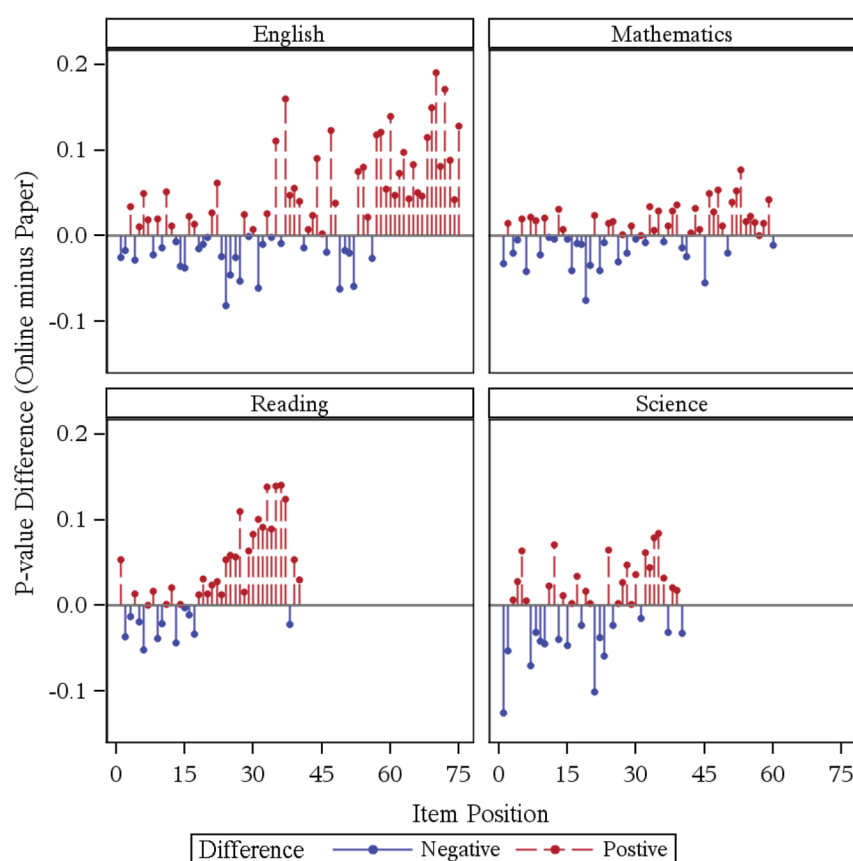 English
Mathematics
0.2
0.1
0.0
-0.1
Reading
Science
0.2
0.1
0.0
-0.1
P-value Difference (Online minus Paper)
0 15 30 45 60 75 0 15 30 45 60 75
Item Position
Difference Negative Postive